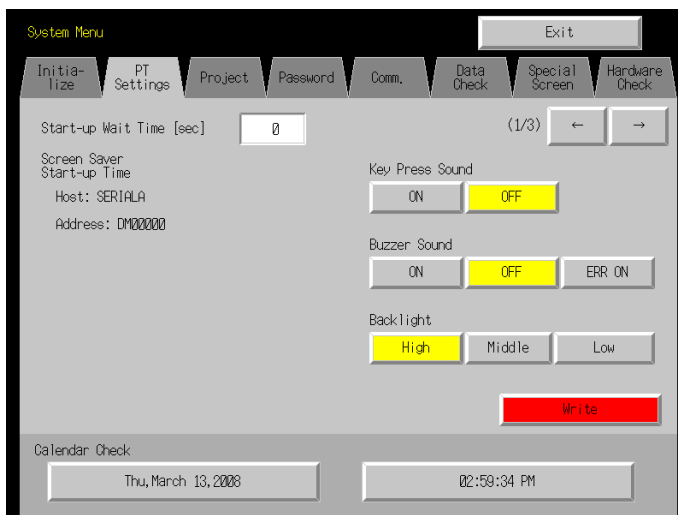 System Menu
Exit
Initia-
lize
PT
Settings
Project
Password
Comm.
Data
Check
Special
Screen
Hardware
Check
Start-up Wait Time [sec]
0
(1/3)
←
→
Screen Saver
Start-up Time
Host: SERIALA
Address: DM00000
Key Press Sound
ON
OFF
Buzzer Sound
ON
OFF
ERR ON
Backlight
High
Middle
Low
Write
Calendar Check
Thu,March 13,2008
02:59:34 PM